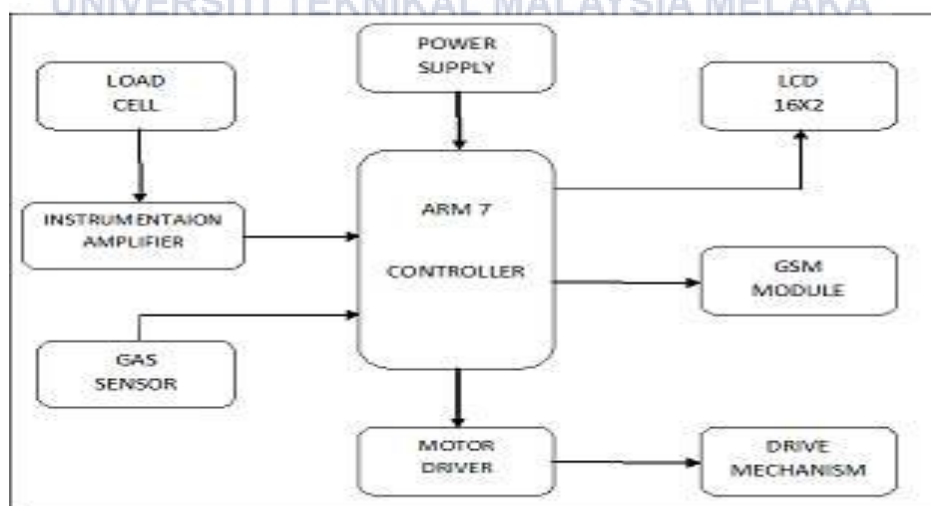 UNIVERSITI TEKNIKAL MALAYSIA MELAKA
POWER
SUPPLY
LOAD
CELL
LCD
16X2
INSTRUMENTAION
AMPLIFIER
ARM 7
CONTROLLER
GSM
MODULE
GAS
SENSOR
MOTOR
DRIVER
DRIVE
MECHANISM